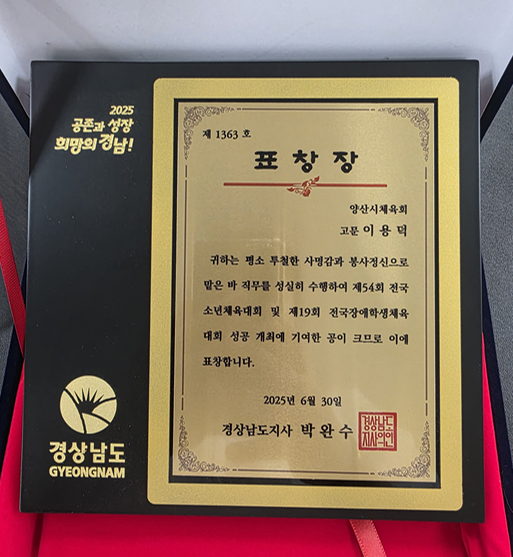 2025
공존과 성장
희망의 경남!
제 1363 호
표창장
양산시체육회
고문 이용덕
귀하는 평소 투철한 사명감과 봉사정신으로
맡은 바 직무를 성실히 수행하여 제54회 전국
소년체육대회 및 제19회 전국장애학생체육
대회 성공 개최에 기여한 공이 크므로 이에
표창합니다.
2025년 6월 30일
경상남도지사 박완수
경상남도
지사의인
경상남도
GYEONGNAM